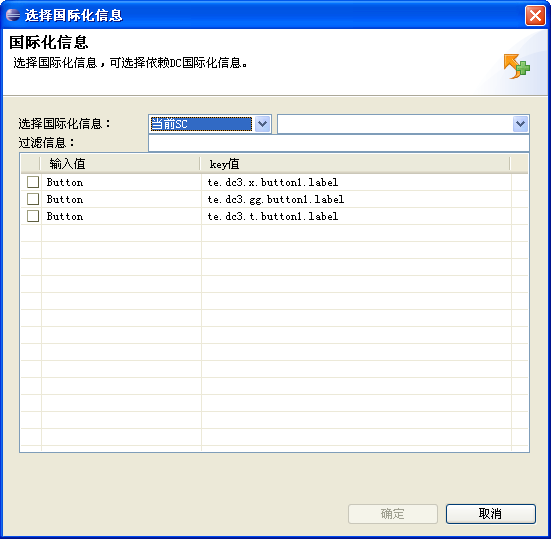 选择国际化信息
国际化信息
选择国际化信息，可选择依赖DC国际化信息。
选择国际化信息： 当前SC
过滤信息：
输入值 key值
Button te.dc3.x.button1.label
Button te.dc3.gg.button1.label
Button te.dc3.t.button1.label
确定 取消